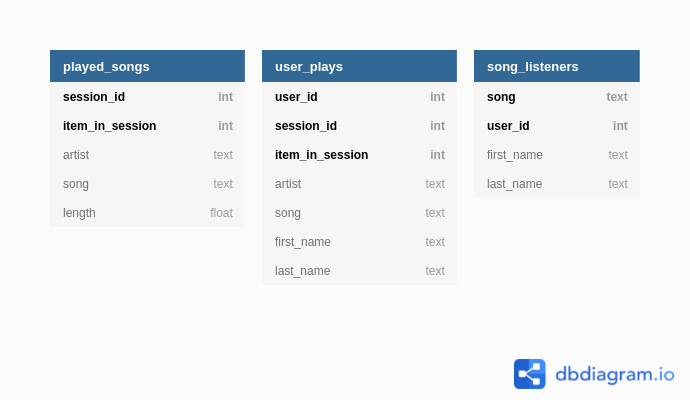 played_songs
session_id int
item_in_session int
artist text
song text
length float
user_plays
user_id int
session_id int
item_in_session int
artist text
song text
first_name text
last_name text
song_listeners
song text
user_id int
first_name text
last_name text
dbdiagram.io